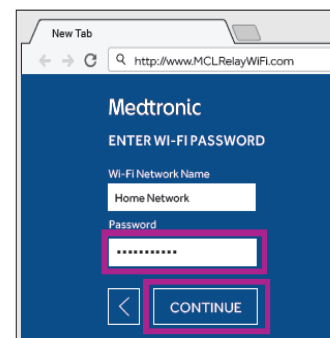 New Tab
http://www.MCLRelayWiFi.com
Medtronic
ENTER WI-FI PASSWORD
Wi-Fi Network Name
Home Network
Password
•••••••••••
CONTINUE